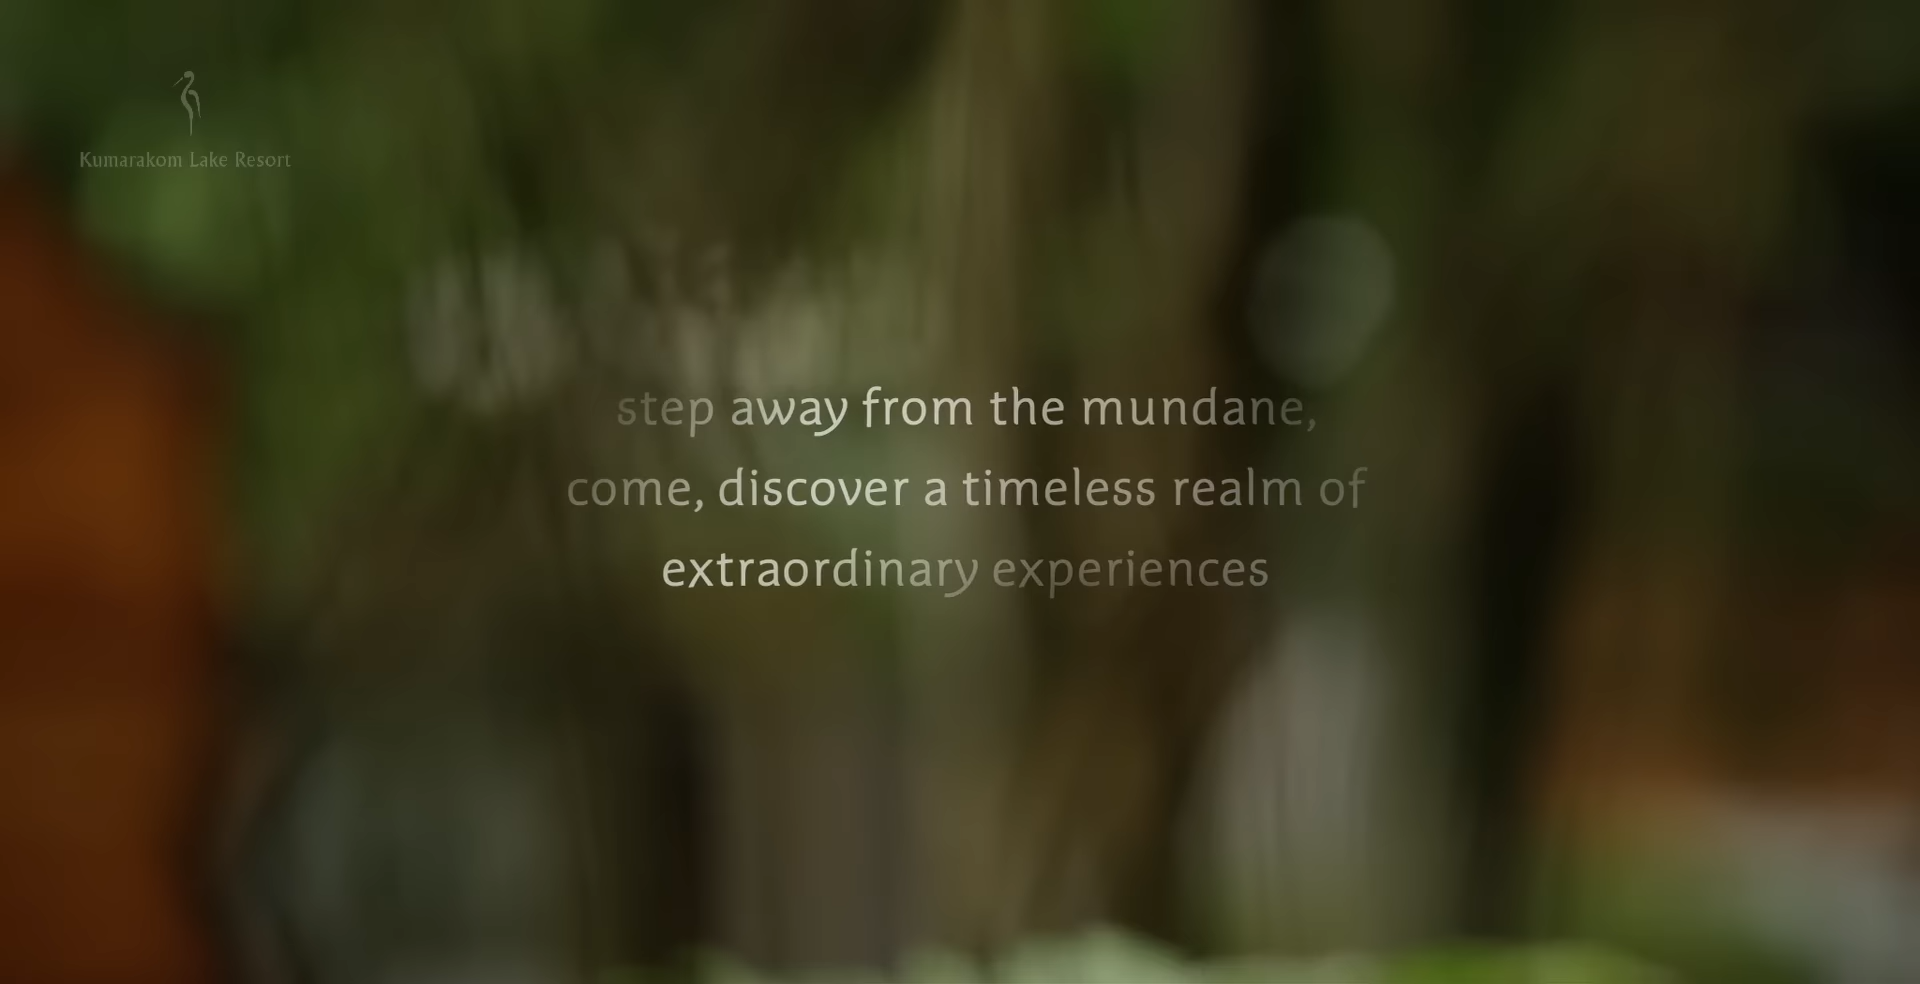 Kumarakom Lake Resort
step away from the mundane,
come, discover a timeless realm of
extraordinary experiences